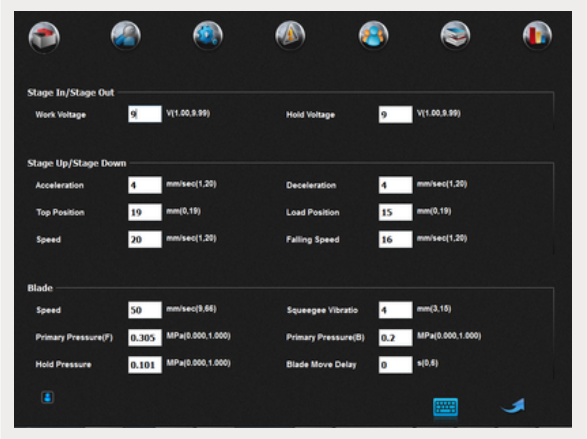 Stage In/Stage Out
Work Voltage 9 V(1.00,9.99) Hold Voltage 9 V(1.00,9.99)
Stage Up/Stage Down
Acceleration 4 mm/sec(1,20) Deceleration 4 mm/sec(1,20)
Top Position 19 mm(0,19) Load Position 15 mm(0,19)
Speed 20 mm/sec(1,20) Falling Speed 16 mm/sec(1,20)
Blade
Speed 50 mm/sec(9,66) Squeegee Vibratio 4 mm(3,15)
Primary Pressure(F) 0.305 MPa(0.000,1.000) Primary Pressure(B) 0.2 MPa(0.000,1.000)
Hold Pressure 0.101 MPa(0.000,1.000) Blade Move Delay 0 s(0,6)